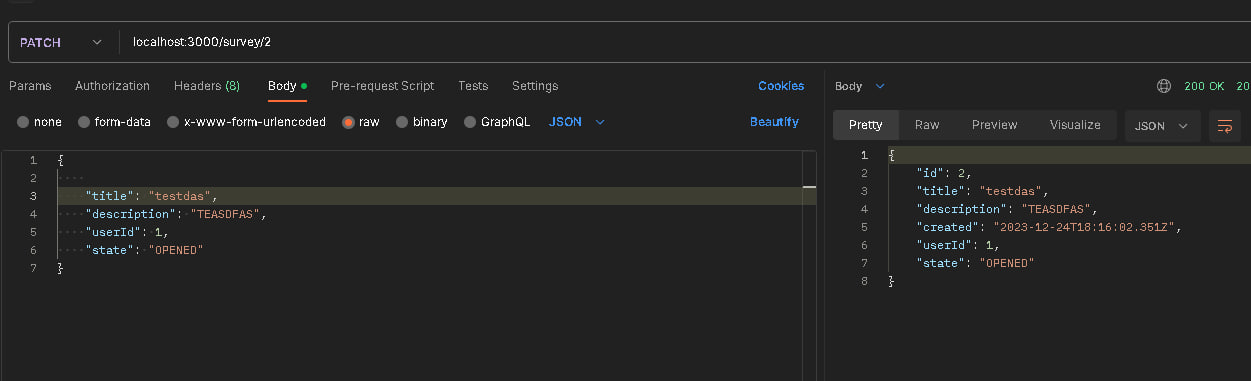 PATCH localhost:3000/survey/2
Params Authorization Headers (8) Body Pre-request Script Tests Settings Cookies
none form-data x-www-form-urlencoded raw binary GraphQL JSON Beautify
1 {
2
3 "title": "testdas",
4 "description": "TEASDFAS",
5 "userId": 1,
6 "state": "OPENED"
7 }
Body 200 OK
Pretty Raw Preview Visualize JSON
1 {
2 "id": 2,
3 "title": "testdas",
4 "description": "TEASDFAS",
5 "created": "2023-12-24T18:16:02.351Z",
6 "userId": 1,
7 "state": "OPENED"
8 }